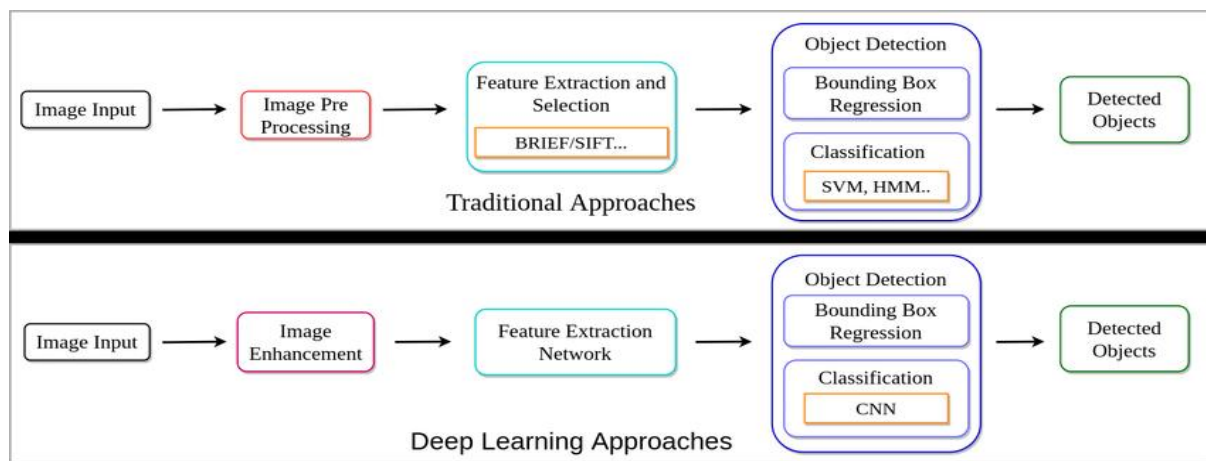 Image Input
Image Pre
Processing
Feature Extraction and
Selection
BRIEF/SIFT...
Object Detection
Bounding Box
Regression
Classification
SVM, HMM..
Detected
Objects
Traditional Approaches
Image Input
Image
Enhancement
Feature Extraction
Network
Object Detection
Bounding Box
Regression
Classification
CNN
Detected
Objects
Deep Learning Approaches